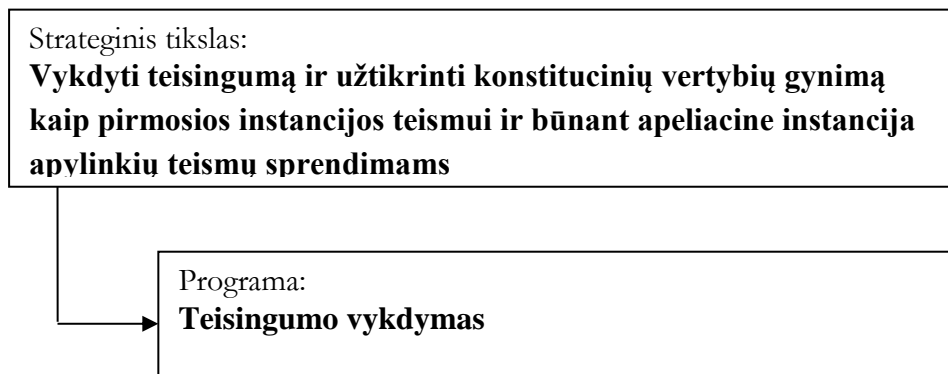 Strateginis tikslas:
Vykdyti teisingumą ir užtikrinti konstitucinių vertybių gynimą
kaip pirmosios instancijos teismui ir būnant apeliacine instancija
apylinkių teismų sprendimams
Programa:
Teisingumo vykdymas